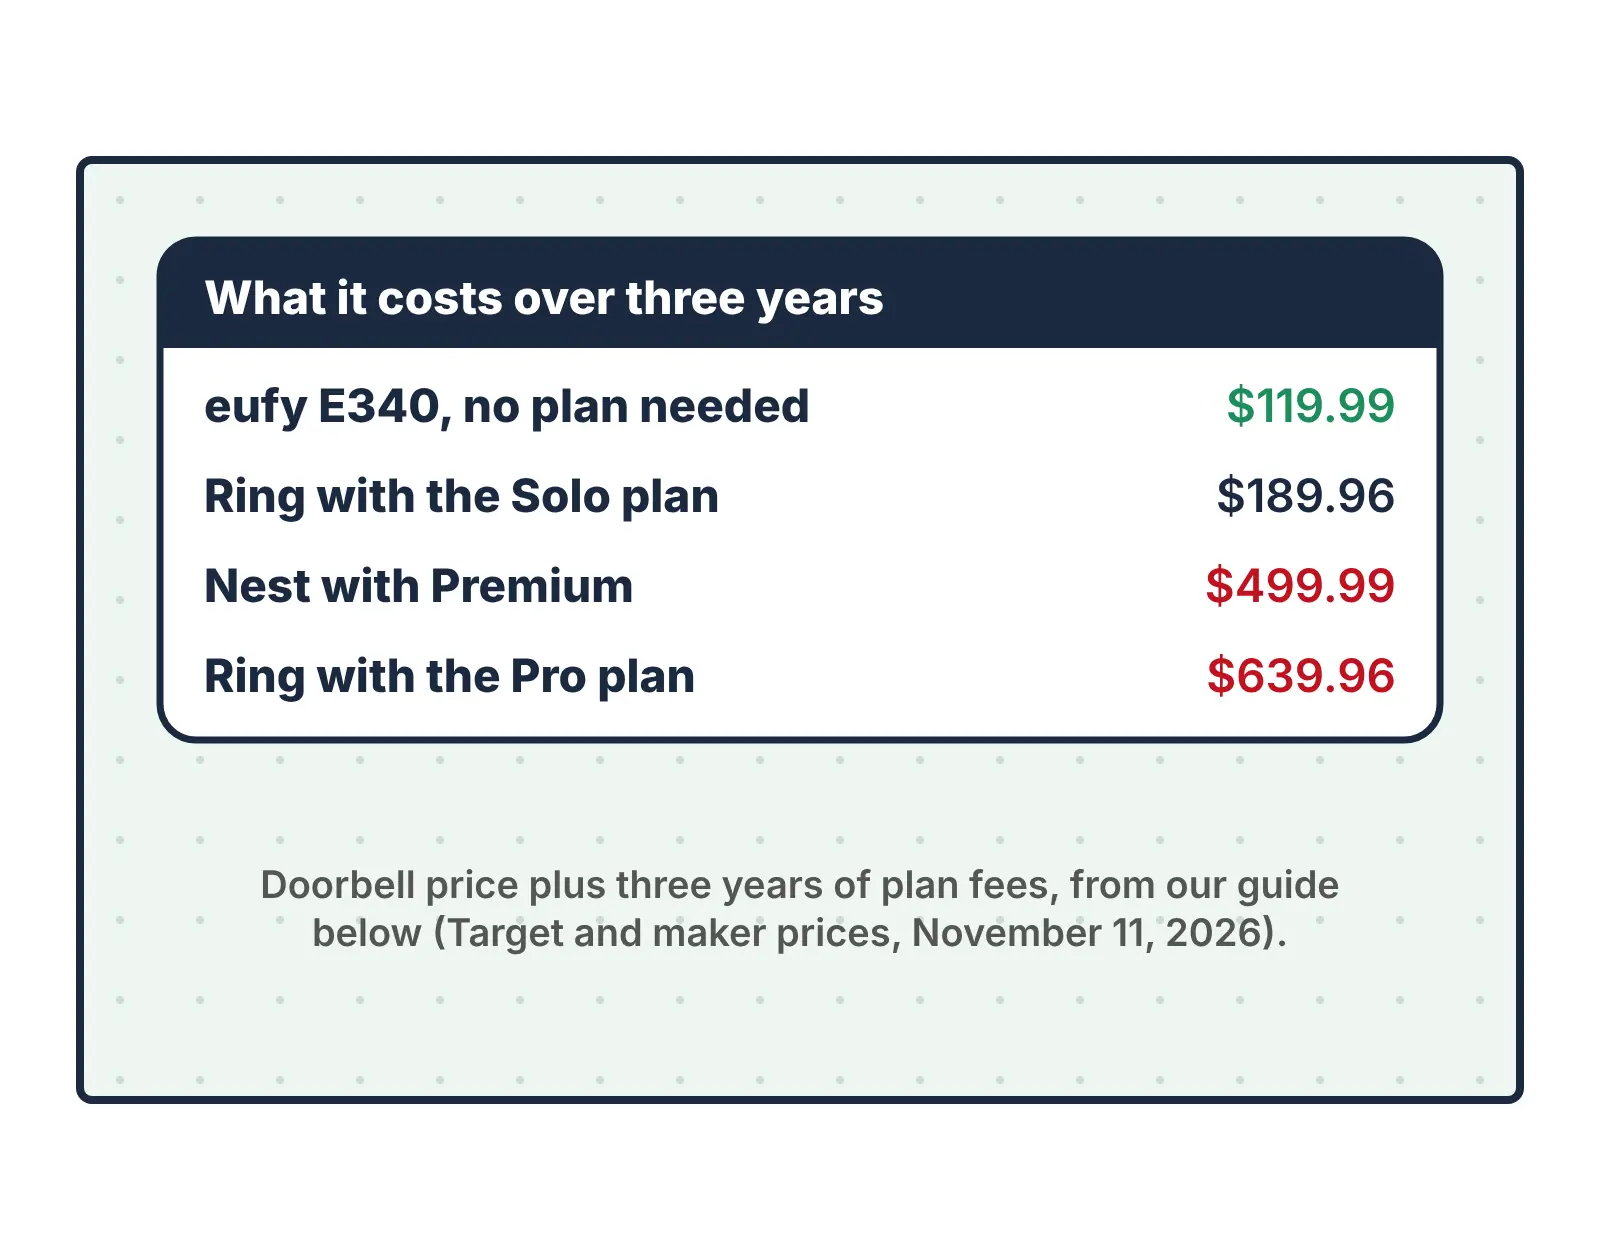 What it costs over three years
eufy E340, no plan needed $119.99
Ring with the Solo plan $189.96
Nest with Premium $499.99
Ring with the Pro plan $639.96
Doorbell price plus three years of plan fees, from our guide
below (Target and maker prices, November 11, 2026).